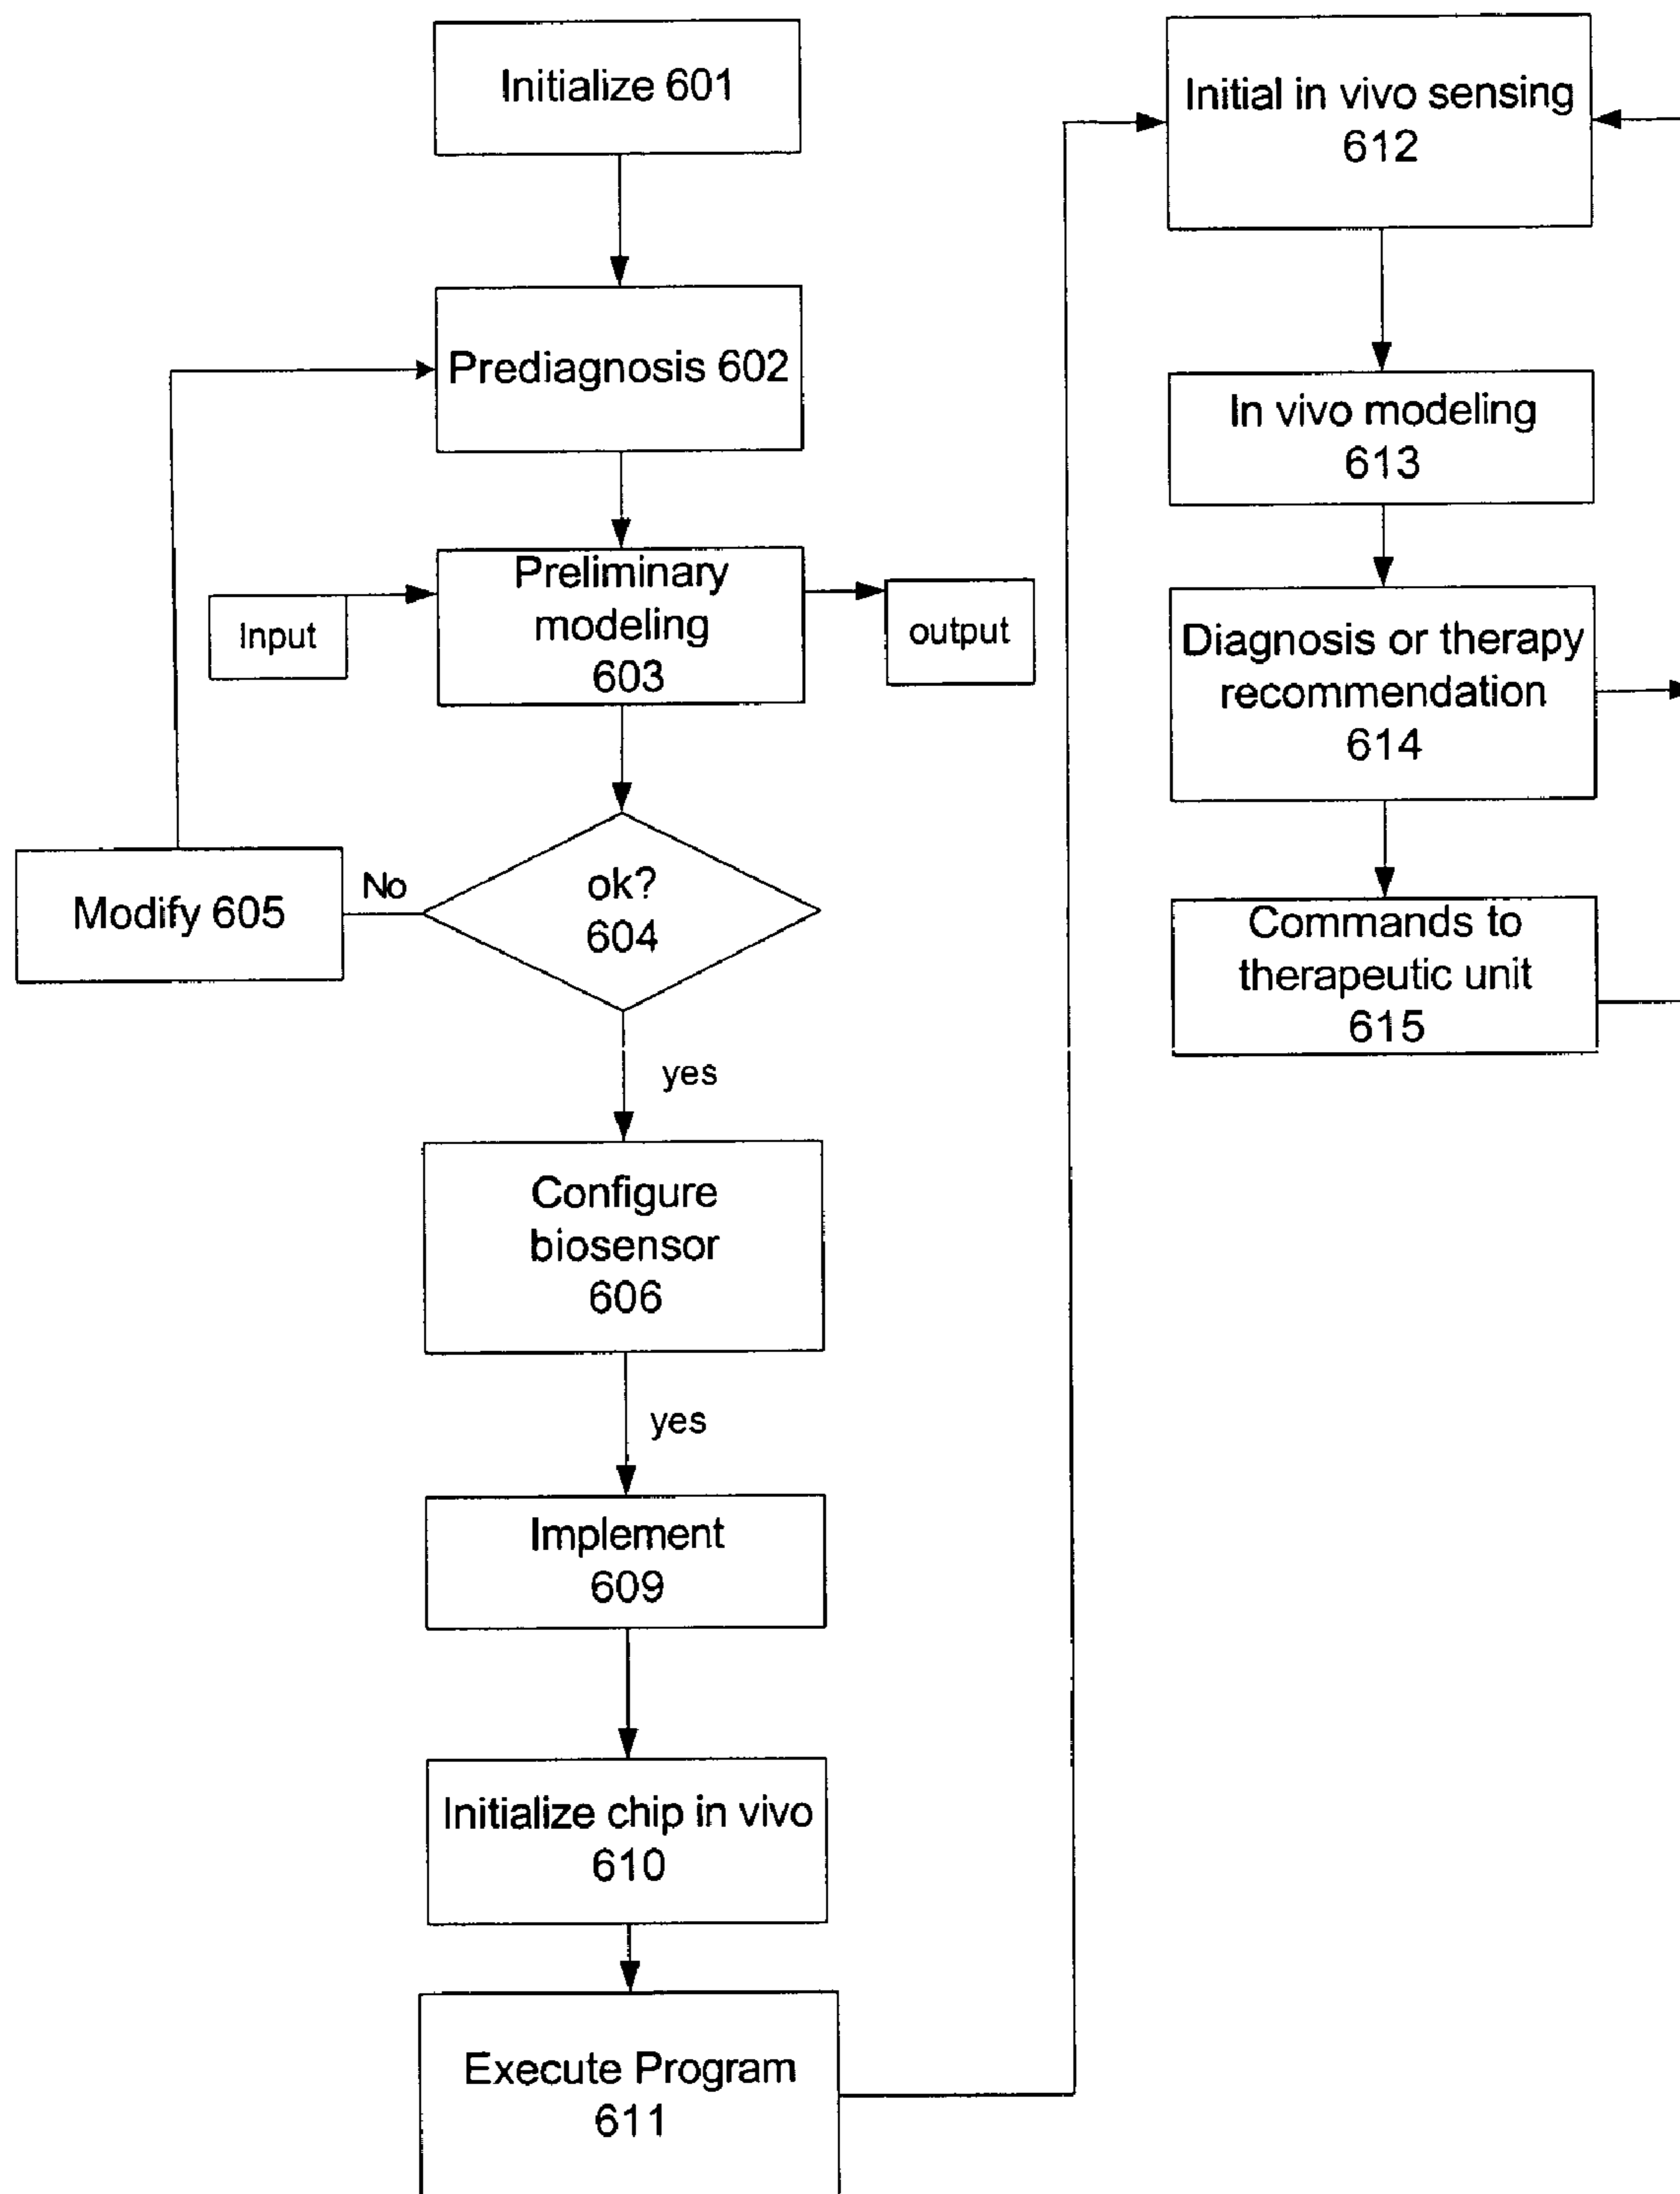 Initialize 601
Prediagnosis 602
Input
Preliminary
modeling
603
output
Modify 605
No
ok?
604
yes
Configure
biosensor
606
yes
Implement
609
Initialize chip in vivo
610
Execute Program
611
Initial in vivo sensing
612
In vivo modeling
613
Diagnosis or therapy
recommendation
614
Commands to
therapeutic unit
615